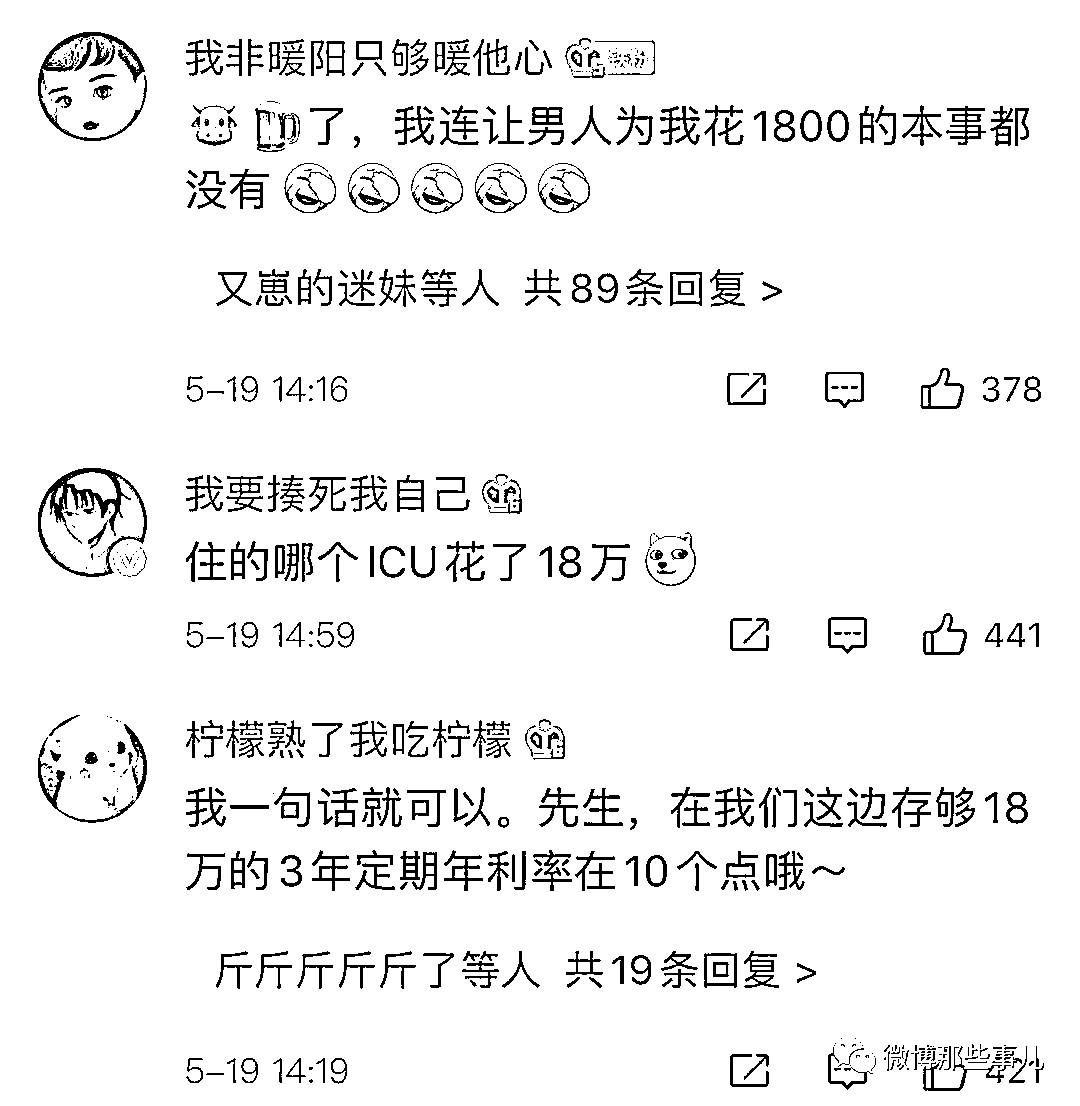 我非暖阳只够暖他心 铁粉
了，我连让男人为我花1800的本事都
没有
又崽的迷妹等人 共89条回复 >
5-19 14:16 378
我要揍死我自己
住的哪个ICU花了18万
5-19 14:59 441
柠檬熟了我吃柠檬
我一句话就可以。先生，在我们这边存够18
万的3年定期年利率在10个点哦～
斤斤斤斤斤了等人 共19条回复 >
5-19 14:19 421
微博那些事儿